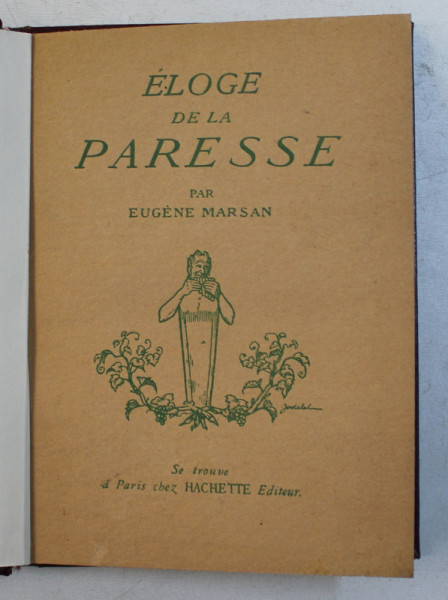 ÉLOGE
DE LA
PARESSE
PAR
EUGÈNE MARSAN
Se trouve
à Paris chez HACHETTE Editeur.